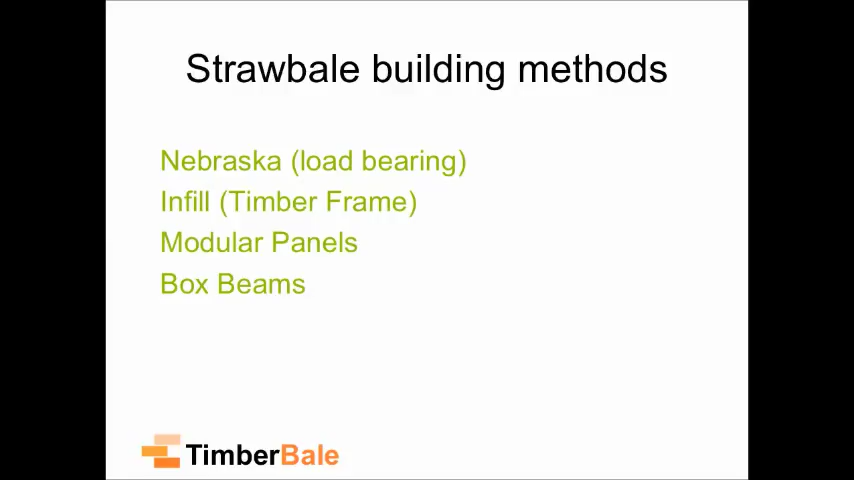 Strawbale building methods
Nebraska (load bearing)
Infill (Timber Frame)
Modular Panels
Box Beams
TimberBale